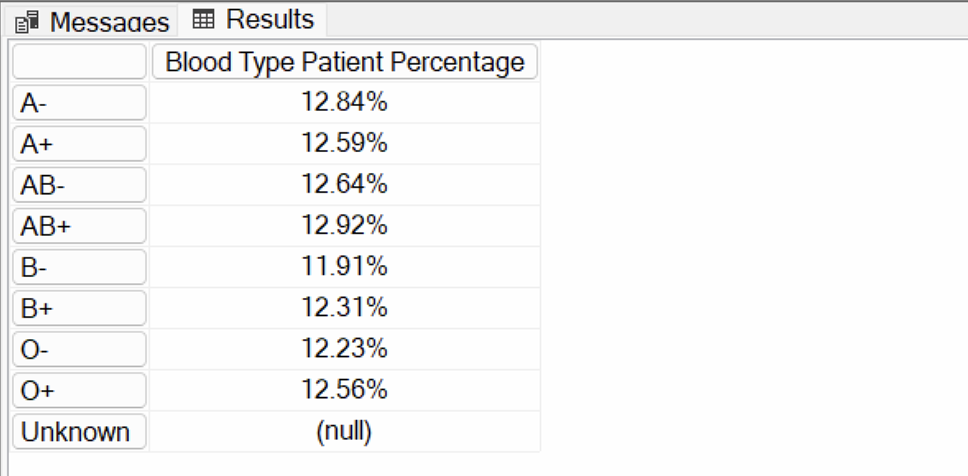 Messages Results
Blood Type Patient Percentage
A- 12.84%
A+ 12.59%
AB- 12.64%
AB+ 12.92%
B- 11.91%
B+ 12.31%
O- 12.23%
O+ 12.56%
Unknown (null)